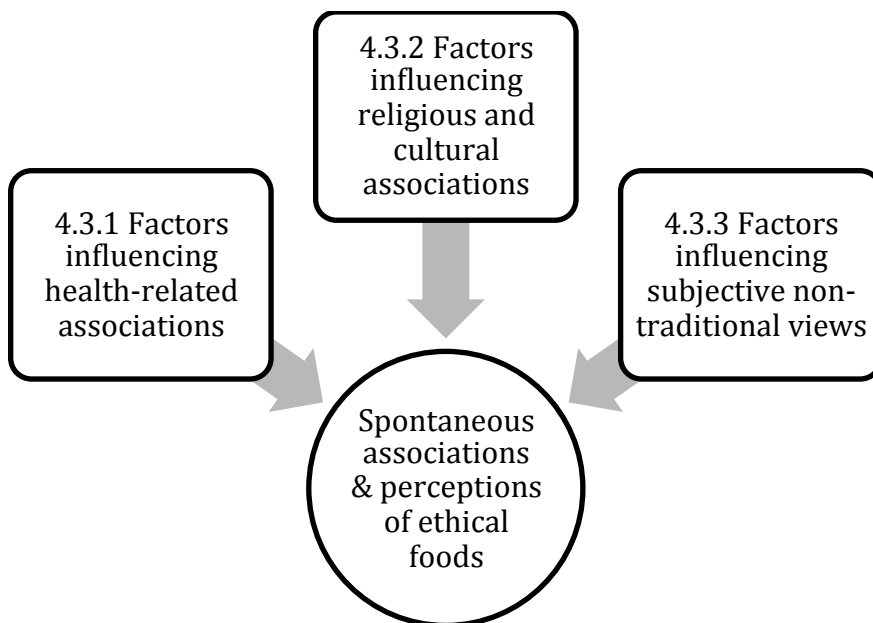 4.3.2 Factors
influencing
religious and
cultural
associations
4.3.1 Factors
influencing
health-related
associations
4.3.3 Factors
influencing
subjective non-
traditional views
Spontaneous
associations
& perceptions
of ethical
foods